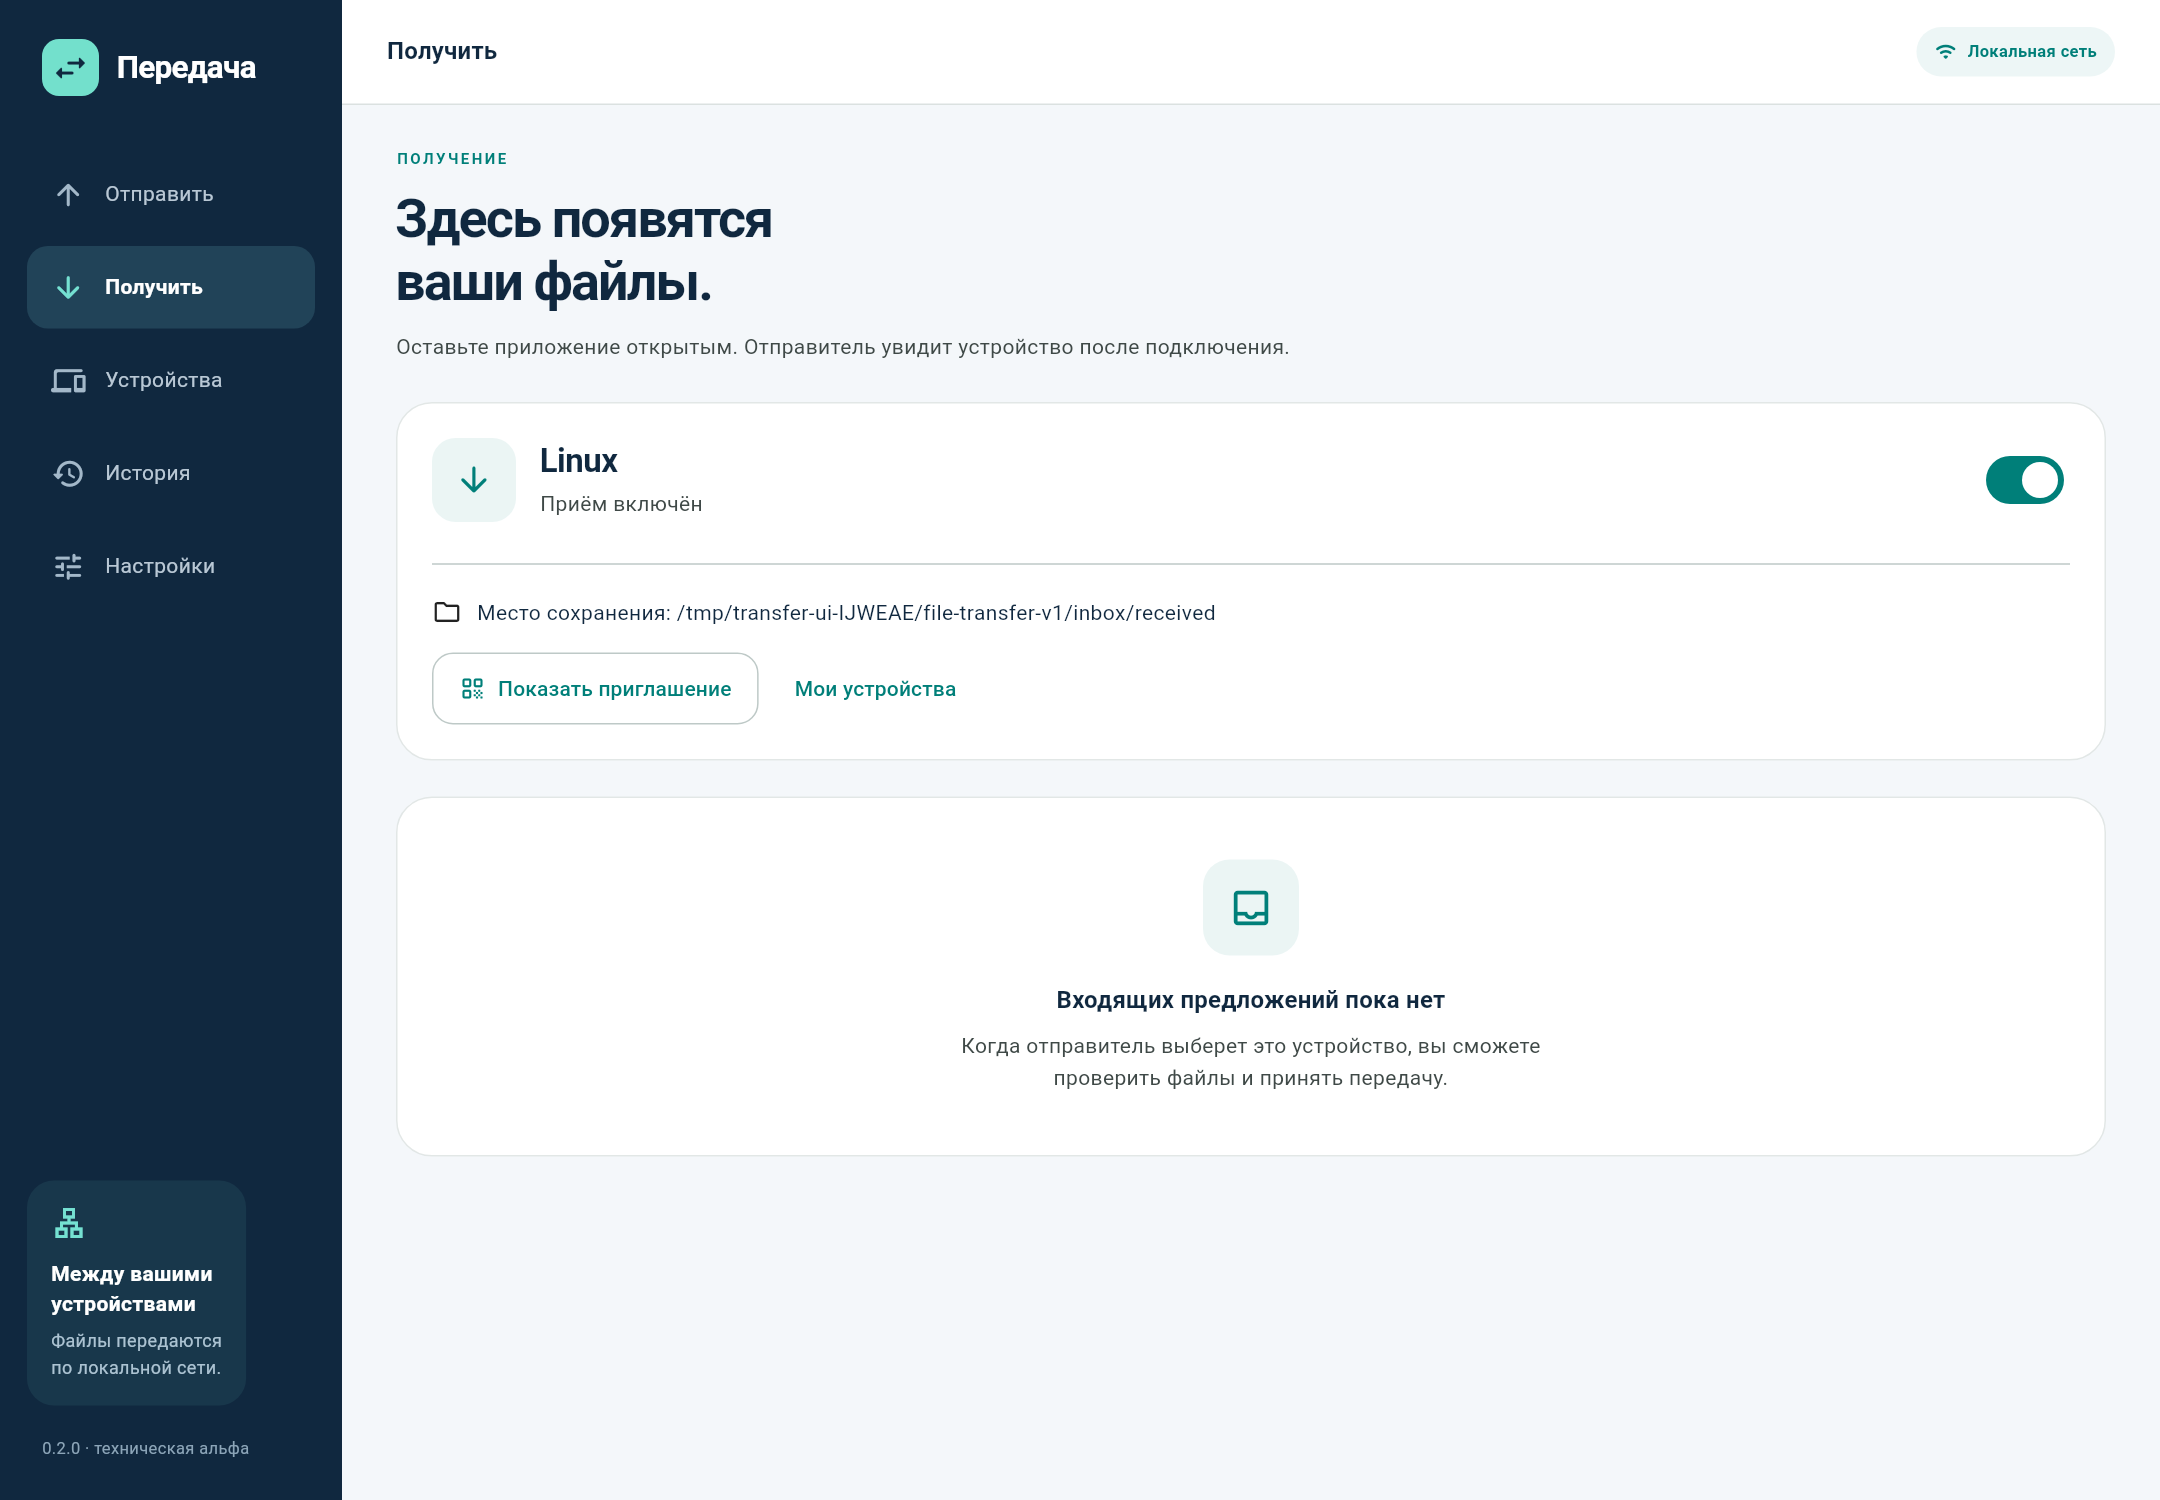 Передача
Отправить
Получить
Устройства
История
Настройки
Между вашими
устройствами
Файлы передаются
по локальной сети.
0.2.0 · техническая альфа
Получить
Локальная сеть
ПОЛУЧЕНИЕ
Здесь появятся
ваши файлы.
Оставьте приложение открытым. Отправитель увидит устройство после подключения.
Linux
Приём включён
Место сохранения: /tmp/transfer-ui-IJWEAE/file-transfer-v1/inbox/received
Показать приглашение
Мои устройства
Входящих предложений пока нет
Когда отправитель выберет это устройство, вы сможете
проверить файлы и принять передачу.